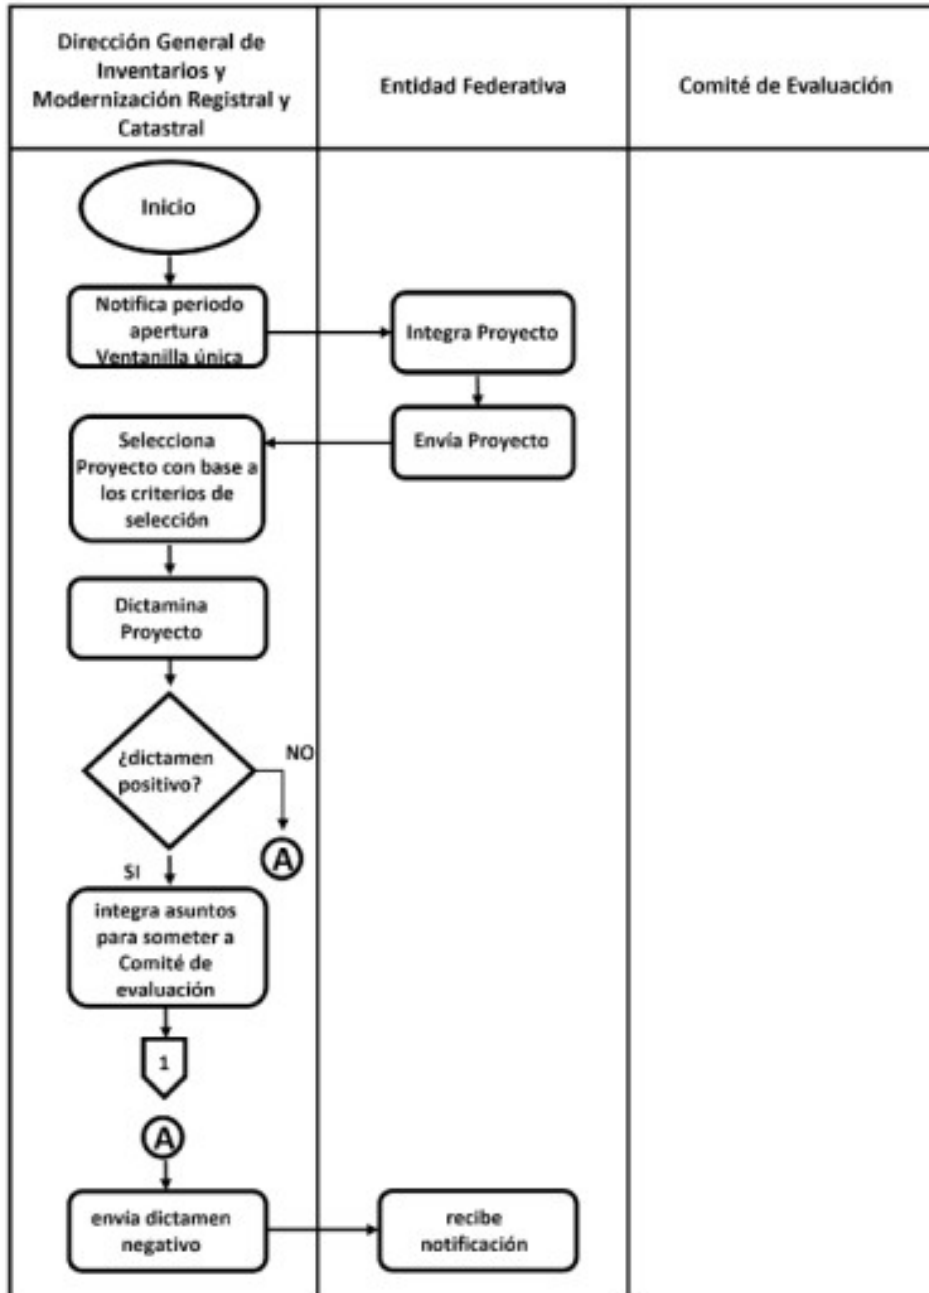 Dirección General de
Inventarios y
Modernización Registral y
Catastral
Entidad Federativa
Comité de Evaluación
Inicio
Notifica periodo
apertura
Ventanilla única
Integra Proyecto
Envía Proyecto
Selecciona
Proyecto con base a
los criterios de
selección
Dictamina
Proyecto
¿dictamen
positivo?
NO
A
SI
integra asuntos
para someter a
Comité de
evaluación
1
A
envia dictamen
negativo
recibe
notificación